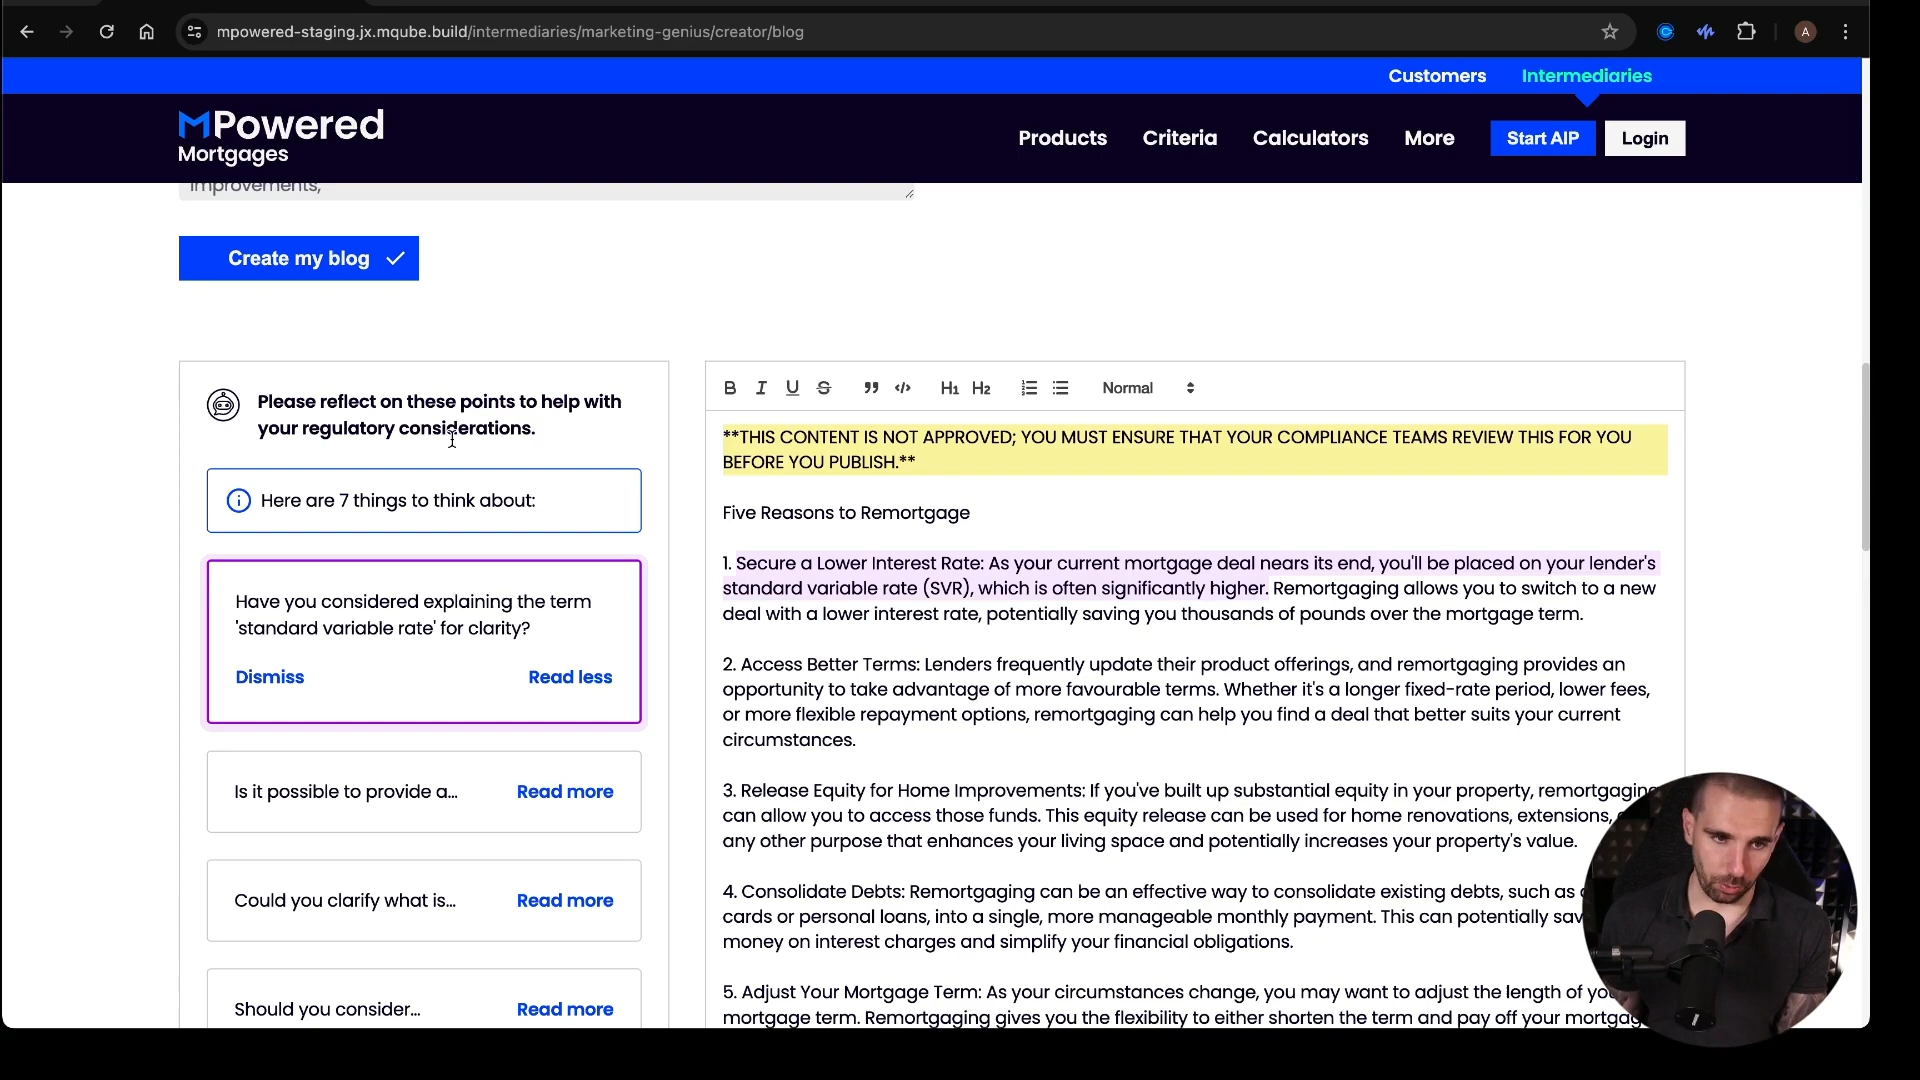 mpowered-staging.jx.mqube.build/intermediaries/marketing-genius/creator/blog
A
Customers
Intermediaries
MPowered
Mortgages
Products
Criteria
Calculators
More
Start AIP
Login
improvements,
Create my blog
Please reflect on these points to help with
your regulatory considerations.
Here are 7 things to think about:
Have you considered explaining the term
'standard variable rate' for clarity?
Dismiss
Read less
Is it possible to provide a...
Read more
Could you clarify what is...
Read more
Should you consider...
Read more
B I U S H1 H2 Normal
**THIS CONTENT IS NOT APPROVED; YOU MUST ENSURE THAT YOUR COMPLIANCE TEAMS REVIEW THIS FOR YOU
BEFORE YOU PUBLISH.**
Five Reasons to Remortgage
1. Secure a Lower Interest Rate: As your current mortgage deal nears its end, you'll be placed on your lender's
standard variable rate (SVR), which is often significantly higher. Remortgaging allows you to switch to a new
deal with a lower interest rate, potentially saving you thousands of pounds over the mortgage term.
2. Access Better Terms: Lenders frequently update their product offerings, and remortgaging provides an
opportunity to take advantage of more favourable terms. Whether it's a longer fixed-rate period, lower fees,
or more flexible repayment options, remortgaging can help you find a deal that better suits your current
circumstances.
3. Release Equity for Home Improvements: If you've built up substantial equity in your property, remortgaging
can allow you to access those funds. This equity release can be used for home renovations, extensions,
any other purpose that enhances your living space and potentially increases your property's value.
4. Consolidate Debts: Remortgaging can be an effective way to consolidate existing debts, such as
cards or personal loans, into a single, more manageable monthly payment. This can potentially
money on interest charges and simplify your financial obligations.
5. Adjust Your Mortgage Term: As your circumstances change, you may want to adjust the length of
mortgage term. Remortgaging gives you the flexibility to either shorten the term and pay off your